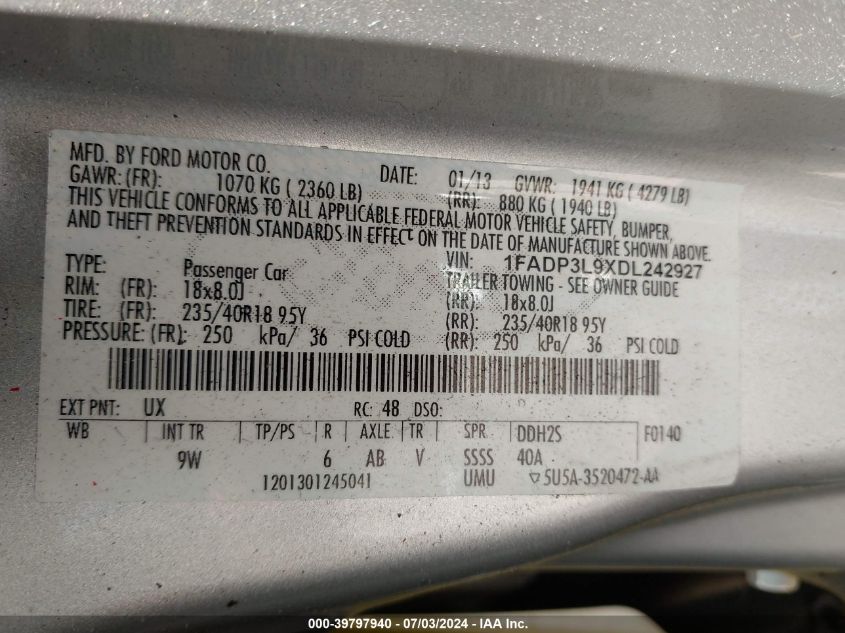 MFD. BY FORD MOTOR CO.
DATE: 01/13 GVWR: 1941 KG ( 4279 LB)
GAWR: (FR): 1070 KG ( 2360 LB) (RR): 880 KG ( 1940 LB)
THIS VEHICLE CONFORMS TO ALL APPLICABLE FEDERAL MOTOR VEHICLE SAFETY, BUMPER,
AND THEFT PREVENTION STANDARDS IN EFFECT ON THE DATE OF MANUFACTURE SHOWN ABOVE.
VIN: 1FADP3L9XDL242927
TYPE: Passenger Car TRAILER TOWING - SEE OWNER GUIDE
RIM: (FR): 18x8.0J (RR): 18x8.0J
TIRE: (FR): 235/40R18 95Y (RR): 235/40R18 95Y
PRESSURE: (FR): 250 kPa/ 36 PSI COLD (RR): 250 kPa/ 36 PSI COLD
EXT PNT: UX RC: 48 DSO:
WB INT TR TP/PS R AXLE TR SPR DDH2S F0140
9W 6 AB V SSSS 40A
1201301245041 UMU ▽5U5A-3520472-AA
000-39797940 - 07/03/2024 - IAA Inc.